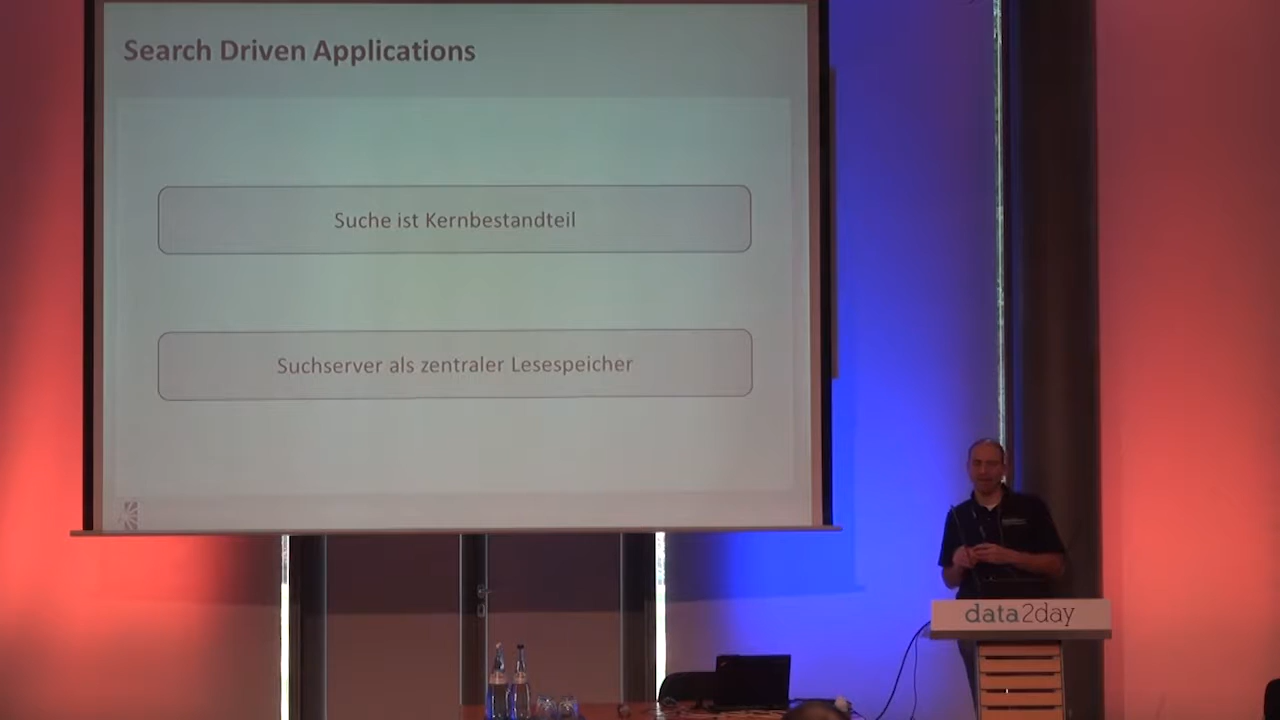 Search Driven Applications
Suche ist Kernbestandteil
Suchserver als zentraler Lesespeicher
data2day